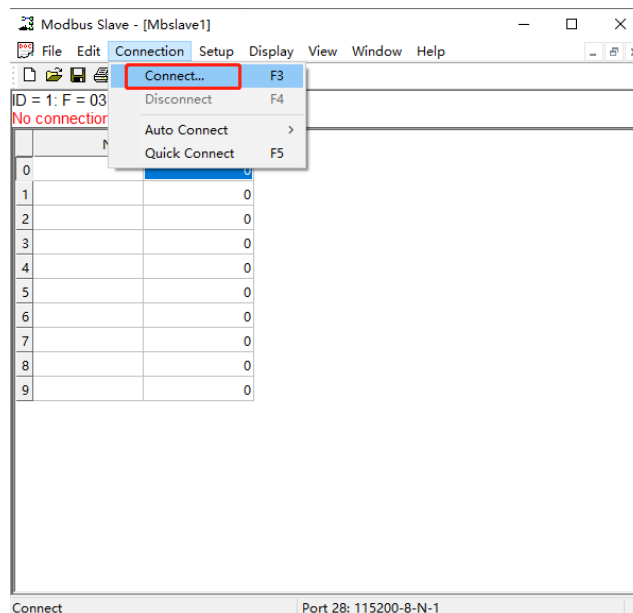 Modbus Slave - [Mbslave1]
File Edit Connection Setup Display View Window Help
Connect... F3
ID = 1: F = 03
Disconnect F4
No connection
Auto Connect
Quick Connect F5
0 0
1 0
2 0
3 0
4 0
5 0
6 0
7 0
8 0
9 0
Connect Port 28: 115200-8-N-1